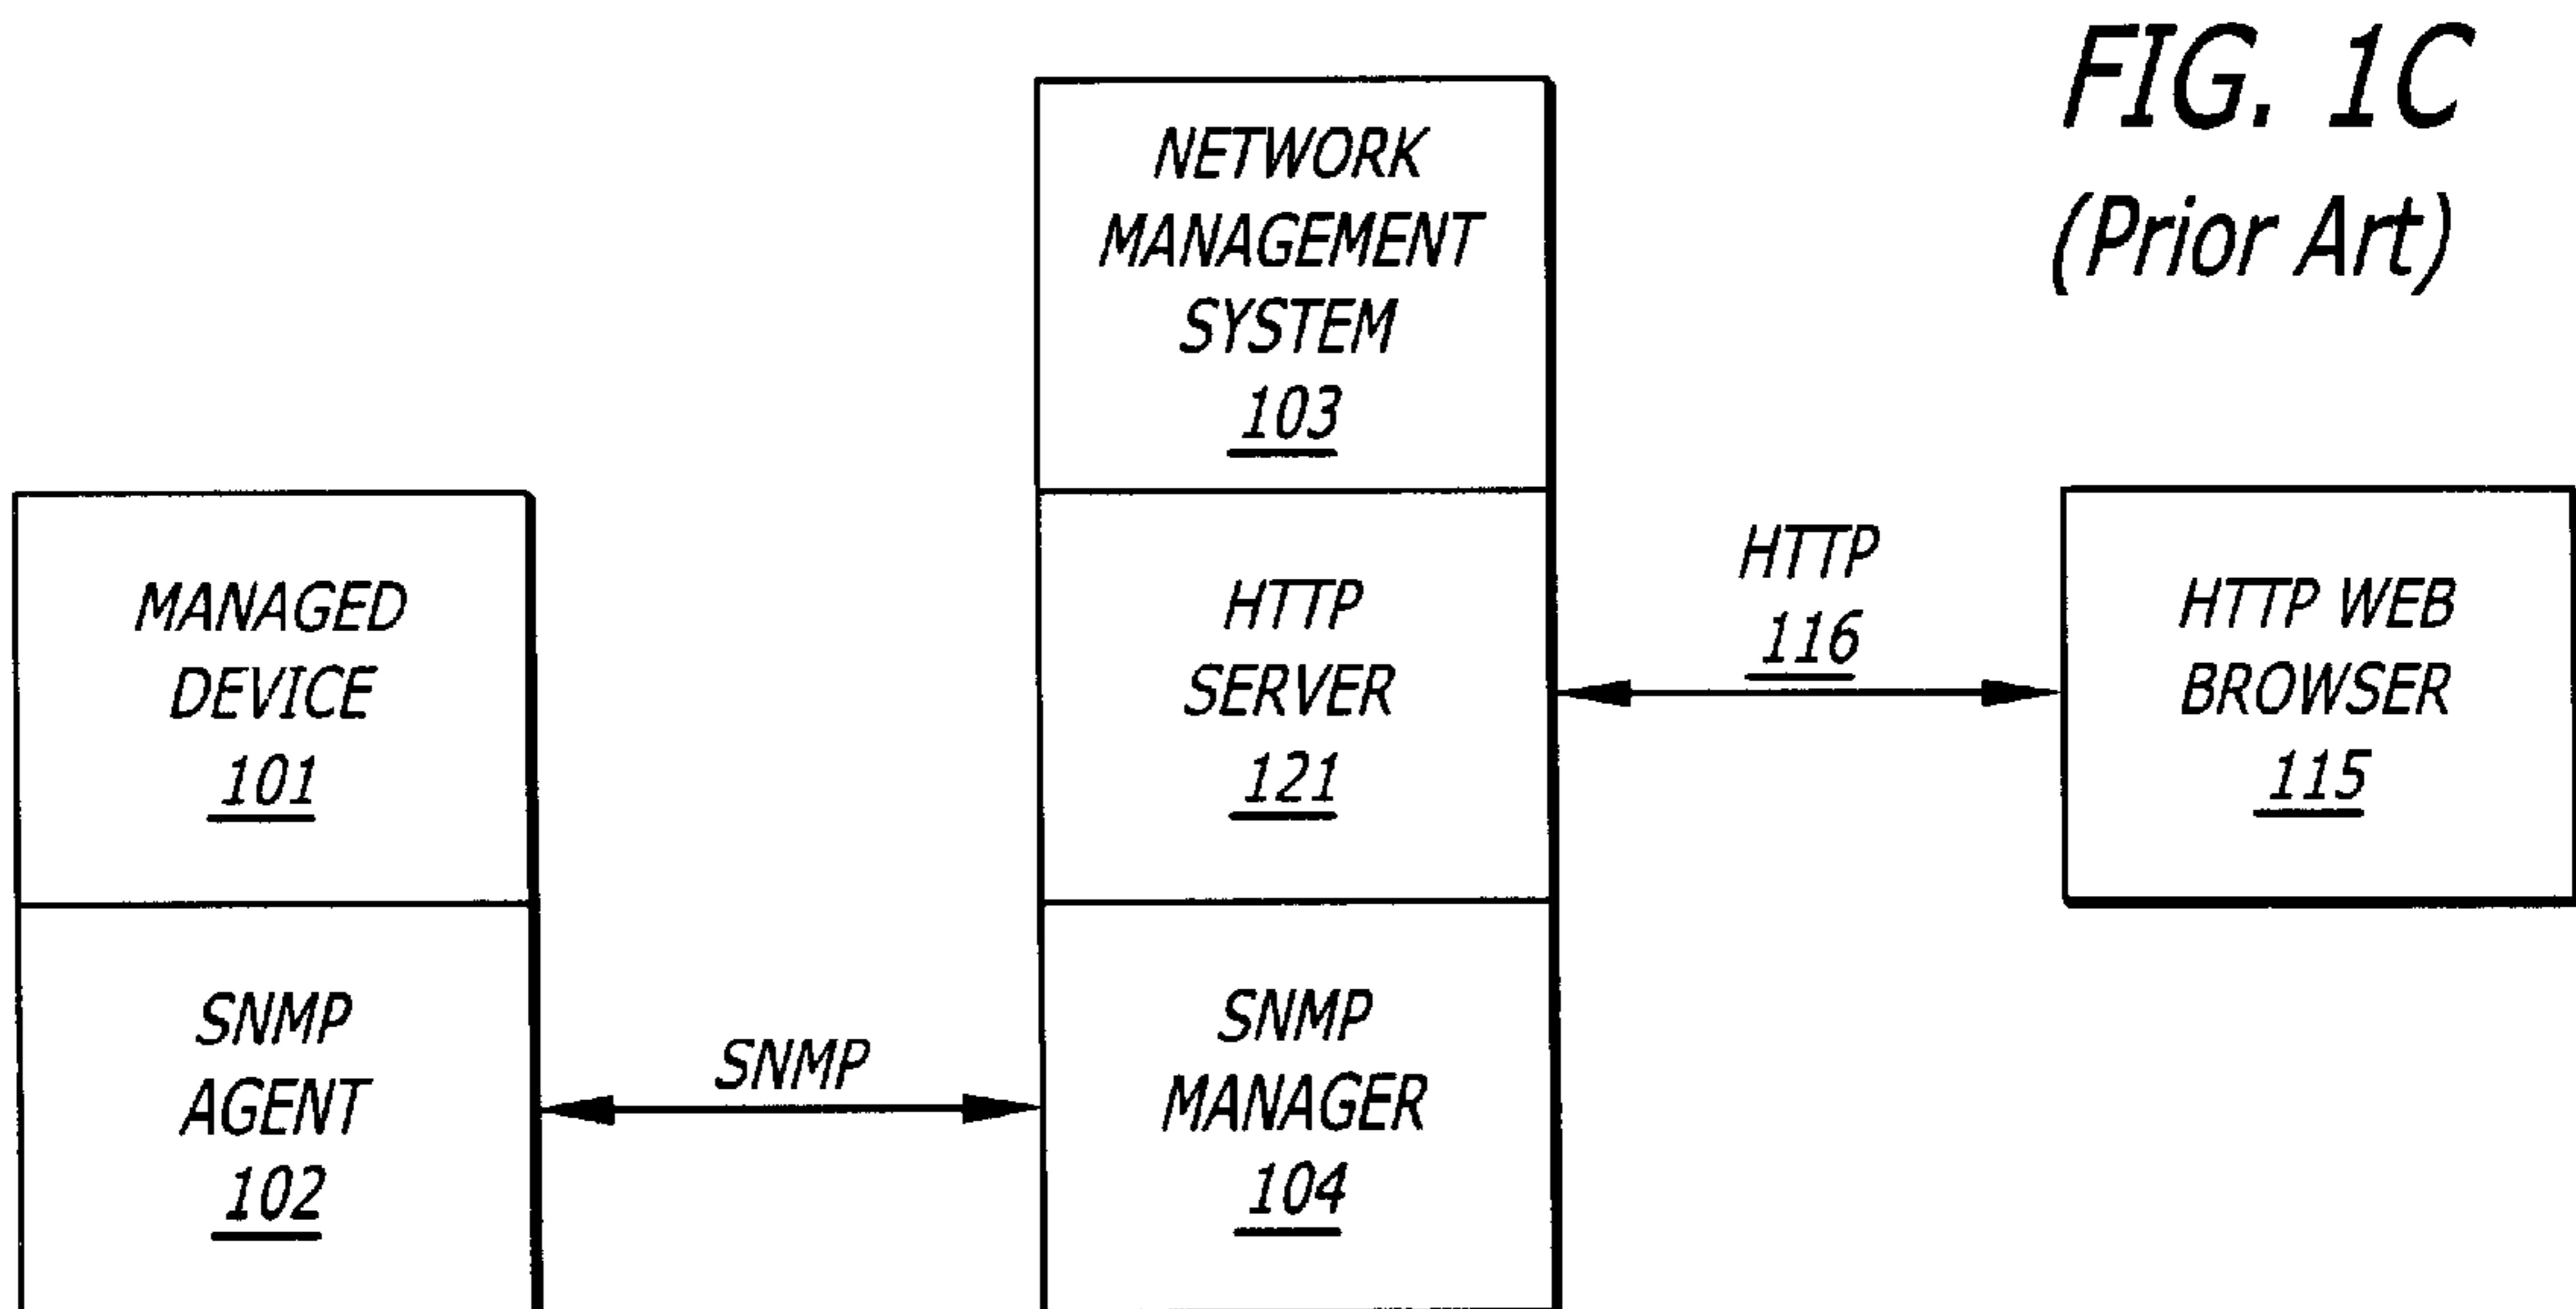 FIG. 1C
(Prior Art)
NETWORK
MANAGEMENT
SYSTEM
103
MANAGED
DEVICE
101
HTTP
SERVER
121
HTTP
116
HTTP WEB
BROWSER
115
SNMP
AGENT
102
SNMP
SNMP
MANAGER
104